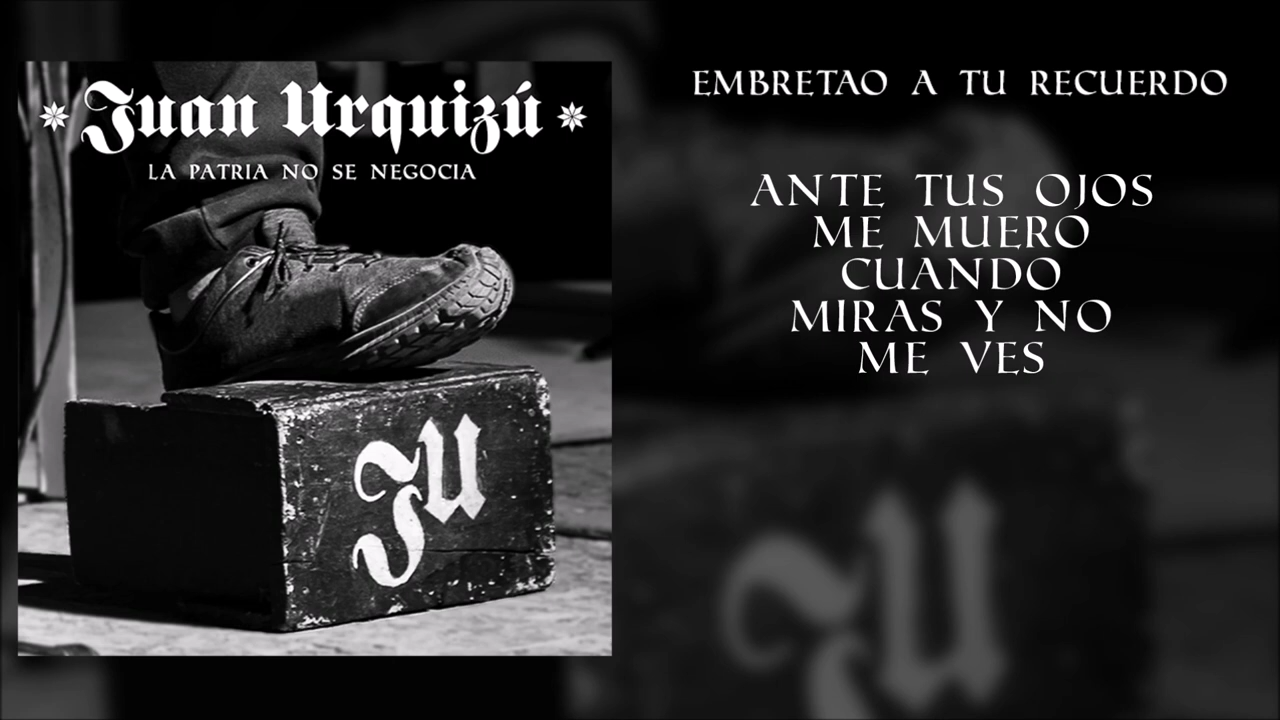 Juan Urquizú
LA PATRIA NO SE NEGOCIA
JU
EMBRETAO A TU RECUERDO
ANTE TUS OJOS
ME MUERO
CUANDO
MIRAS Y NO
ME VES
JU